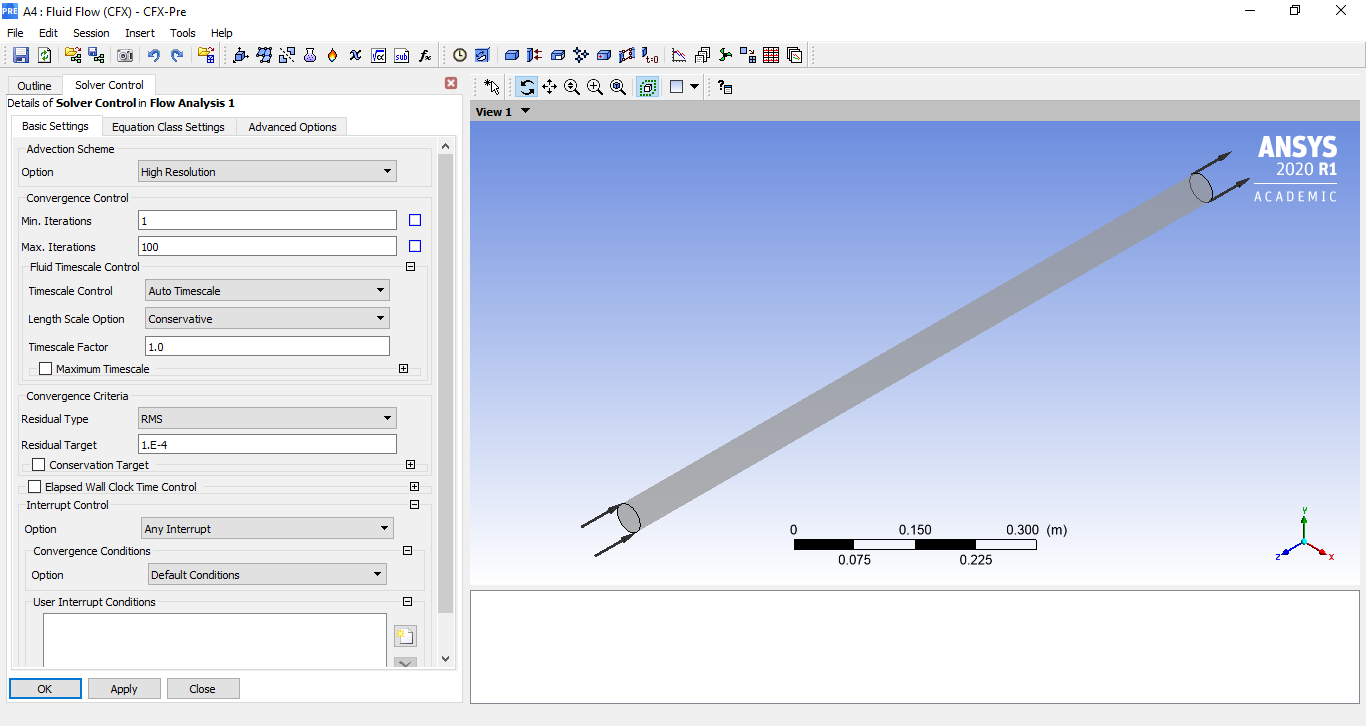 PRE A4 : Fluid Flow (CFX) - CFX-Pre
File Edit Session Insert Tools Help
Outline Solver Control
Details of Solver Control in Flow Analysis 1
Basic Settings Equation Class Settings Advanced Options
Advection Scheme
Option High Resolution
Convergence Control
Min. Iterations 1
Max. Iterations 100
Fluid Timescale Control
Timescale Control Auto Timescale
Length Scale Option Conservative
Timescale Factor 1.0
Maximum Timescale
Convergence Criteria
Residual Type RMS
Residual Target 1.E-4
Conservation Target
Elapsed Wall Clock Time Control
Interrupt Control
Option Any Interrupt
Convergence Conditions
Option Default Conditions
User Interrupt Conditions
OK Apply Close
View 1
ANSYS
2020 R1
ACADEMIC
0 0.150 0.300 (m)
0.075 0.225
Y
Z X